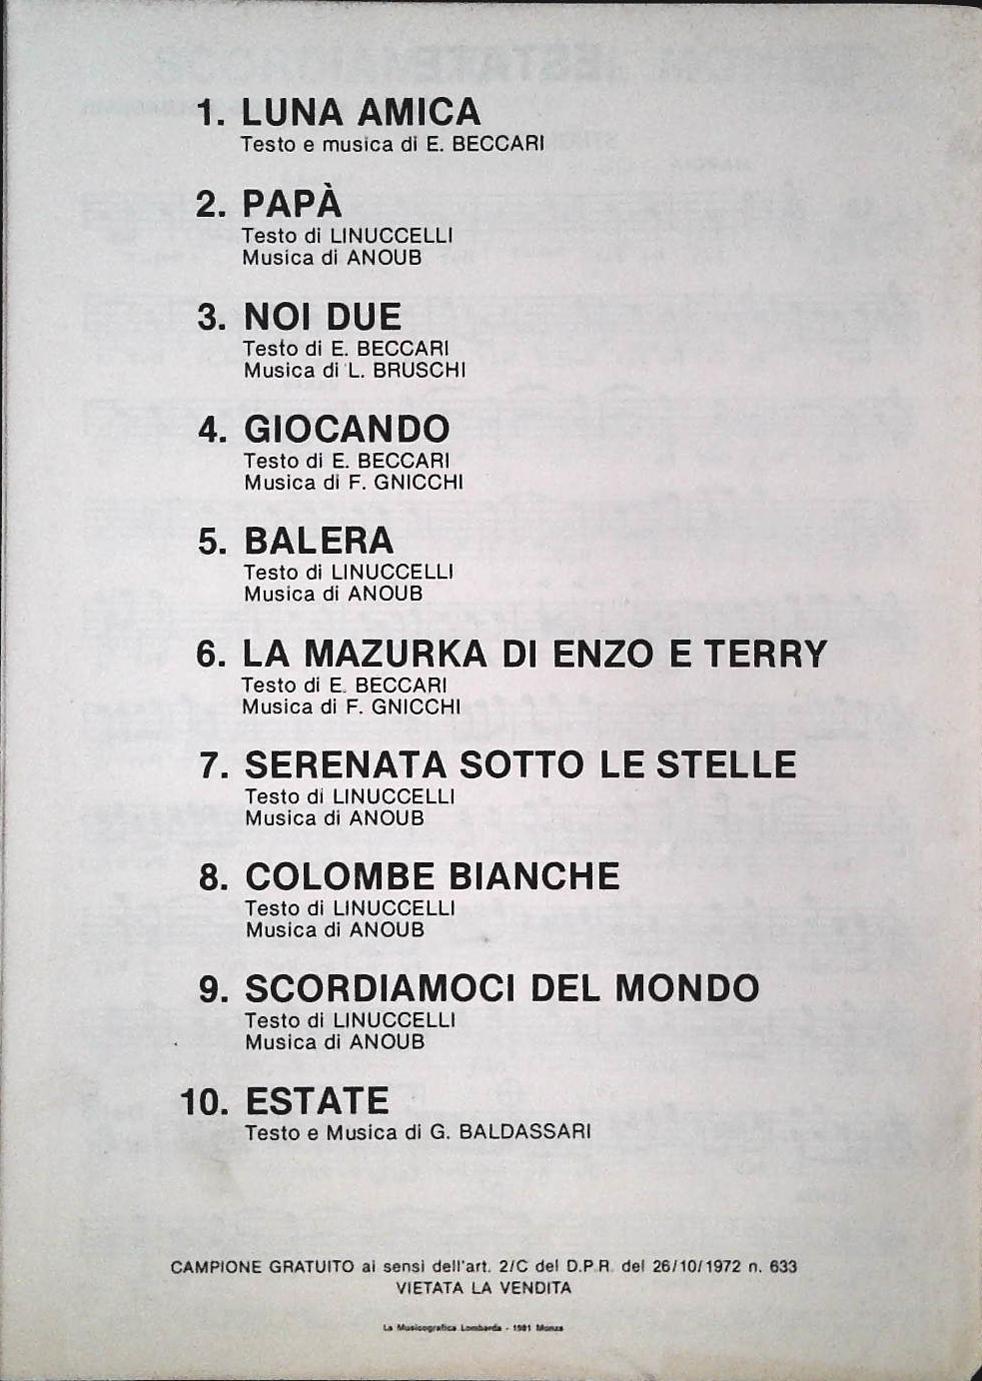 1. LUNA AMICA
Testo e musica di E. BECCARI
2. PAPÀ
Testo di LINUCCELLI
Musica di ANOUB
3. NOI DUE
Testo di E. BECCARI
Musica di L. BRUSCHI
4. GIOCANDO
Testo di E. BECCARI
Musica di F. GNICCHI
5. BALERA
Testo di LINUCCELLI
Musica di ANOUB
6. LA MAZURKA DI ENZO E TERRY
Testo di E. BECCARI
Musica di F. GNICCHI
7. SERENATA SOTTO LE STELLE
Testo di LINUCCELLI
Musica di ANOUB
8. COLOMBE BIANCHE
Testo di LINUCCELLI
Musica di ANOUB
9. SCORDIAMOCI DEL MONDO
Testo di LINUCCELLI
Musica di ANOUB
10. ESTATE
Testo e Musica di G. BALDASSARI
CAMPIONE GRATUITO ai sensi dell'art. 2/C del D.P.R. del 26/10/1972 n. 633
VIETATA LA VENDITA
La Musicografica Lombarda - 1981 Monza